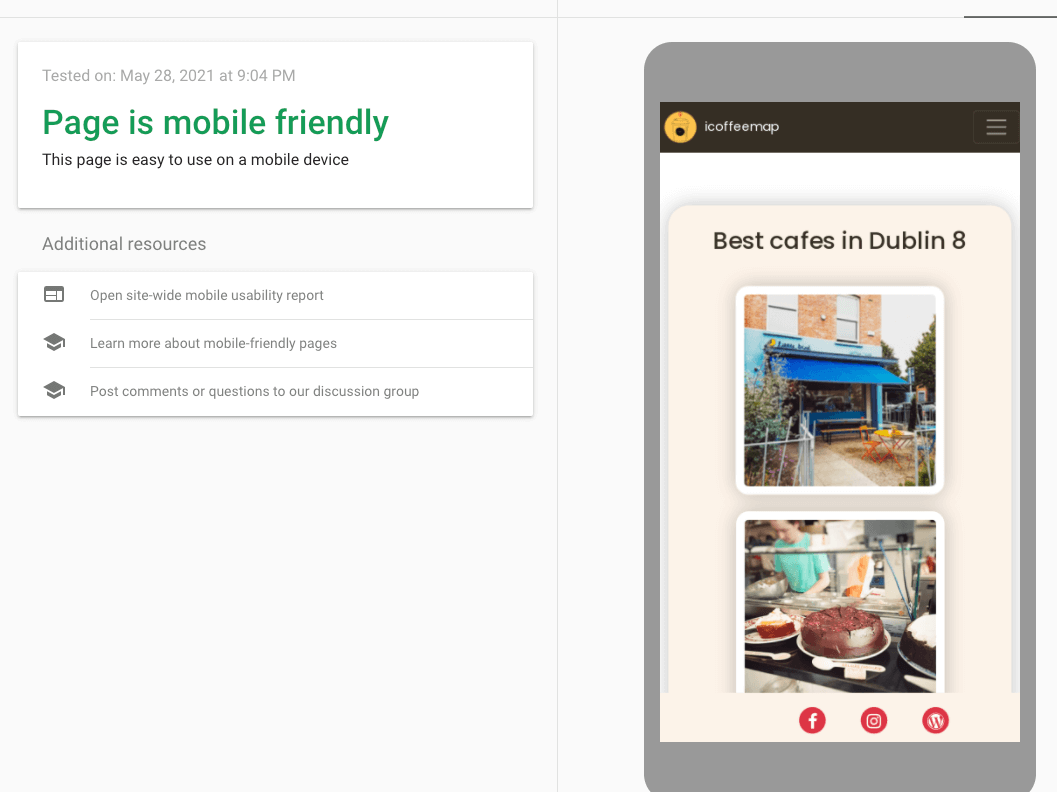 Tested on: May 28, 2021 at 9:04 PM
Page is mobile friendly
This page is easy to use on a mobile device
Additional resources
Open site-wide mobile usability report
Learn more about mobile-friendly pages
Post comments or questions to our discussion group
icoffeemap
Best cafes in Dublin 8